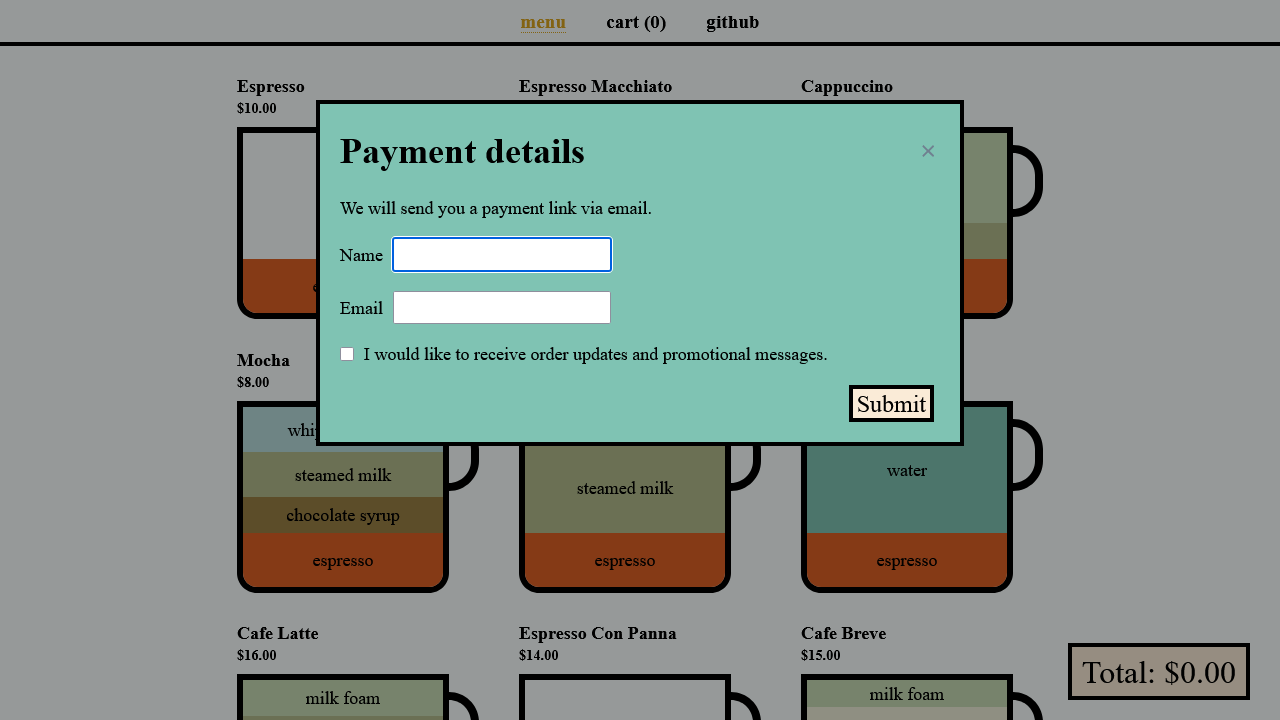 menu cart (0) github
Espresso Espresso Macchiato Cappuccino
$10.00
Payment details
×
We will send you a payment link via email.
Name
Email
I would like to receive order updates and promotional messages.
Submit
Mocha
$8.00
steamed milk
chocolate syrup
espresso
steamed milk
espresso
water
espresso
Cafe Latte Espresso Con Panna Cafe Breve
$16.00 $14.00 $15.00
milk foam milk foam
Total: $0.00